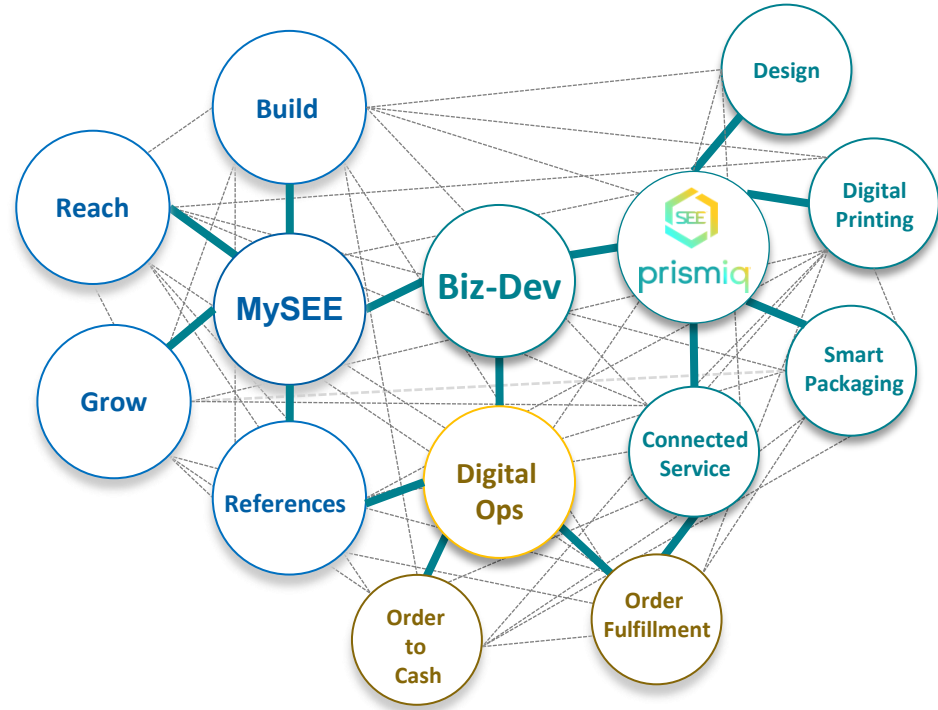 Build
Design
Reach
Digital
Printing
SEE
prismiq
MySEE
Biz-Dev
Grow
Smart
Packaging
References
Digital
Ops
Connected
Service
Order
to
Cash
Order
Fulfillment